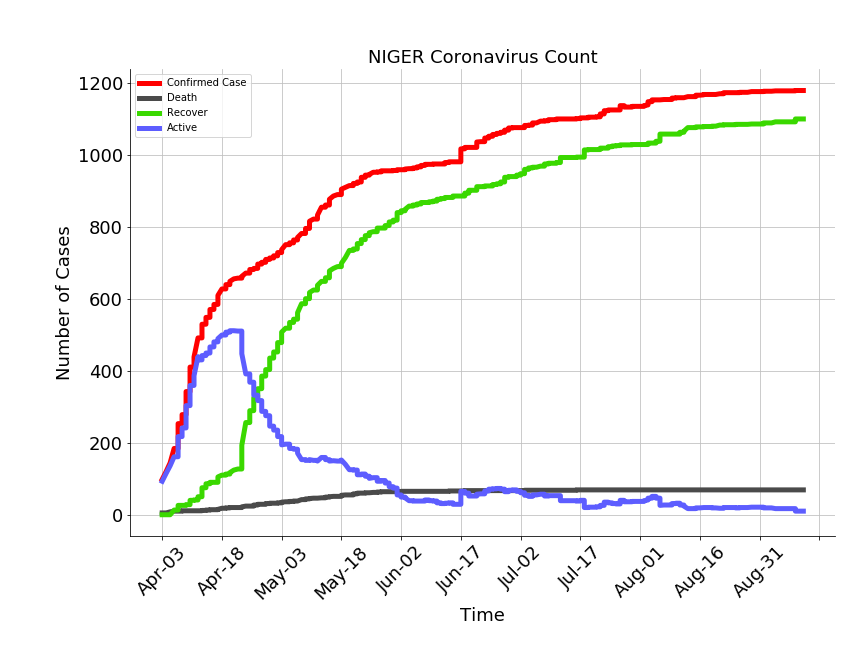 NIGER Coronavirus Count
Confirmed Case
Death
Recover
Active
Number of Cases
1200
1000
800
600
400
200
0
Apr-03
Apr-18
May-03
May-18
Jun-02
Jun-17
Jul-02
Jul-17
Aug-01
Aug-16
Aug-31
Time